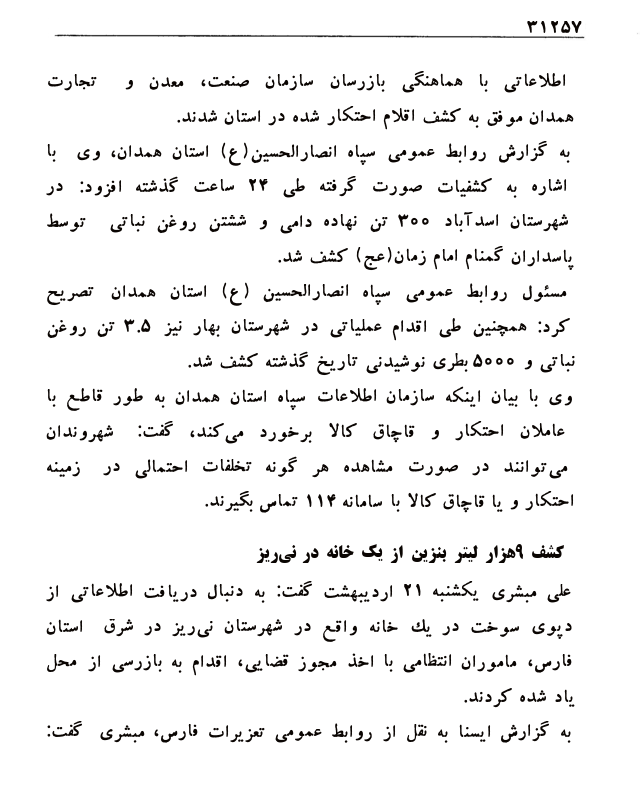 ۳۱۲۵۷
اطلاعاتی با هماهنگی بازرسان سازمان صنعت، معدن و تجارت
همدان موفق به کشف اقلام احتکار شده در استان شدند.
به گزارش روابط عمومی سپاه انصارالحسین(ع) استان همدان، وی با
اشاره به کشفیات صورت گرفته طی ۲۴ ساعت گذشته افزود: در
شهرستان اسدآباد ۳۰۰ تن نهاده دامی و ششتن روغن نباتی توسط
پاسداران گمنام امام زمان(عج) کشف شد.
مسئول روابط عمومی سپاه انصارالحسین (ع) استان همدان تصریح
کرد: همچنین طی اقدام عملیاتی در شهرستان بهار نیز ۳.۵ تن روغن
نباتی و ۵۰۰۰ بطری نوشیدنی تاریخ گذشته کشف شد.
وی با بیان اینکه سازمان اطلاعات سپاه استان همدان به طور قاطع با
عاملان احتکار و قاچاق کالا برخورد می‌کند، گفت: شهروندان
می‌توانند در صورت مشاهده هر گونه تخلفات احتمالی در زمینه
احتکار و یا قاچاق کالا با سامانه ۱۱۴ تماس بگیرند.
کشف ۹هزار لیتر بنزین از یک خانه در نی‌ریز
علی مبشری یکشنبه ۲۱ اردیبهشت گفت: به دنبال دریافت اطلاعاتی از
دپوی سوخت در یك خانه واقع در شهرستان نی‌ریز در شرق استان
فارس، ماموران انتظامی با اخذ مجوز قضایی، اقدام به بازرسی از محل
یاد شده کردند.
به گزارش ایسنا به نقل از روابط عمومی تعزیرات فارس، مبشری گفت: